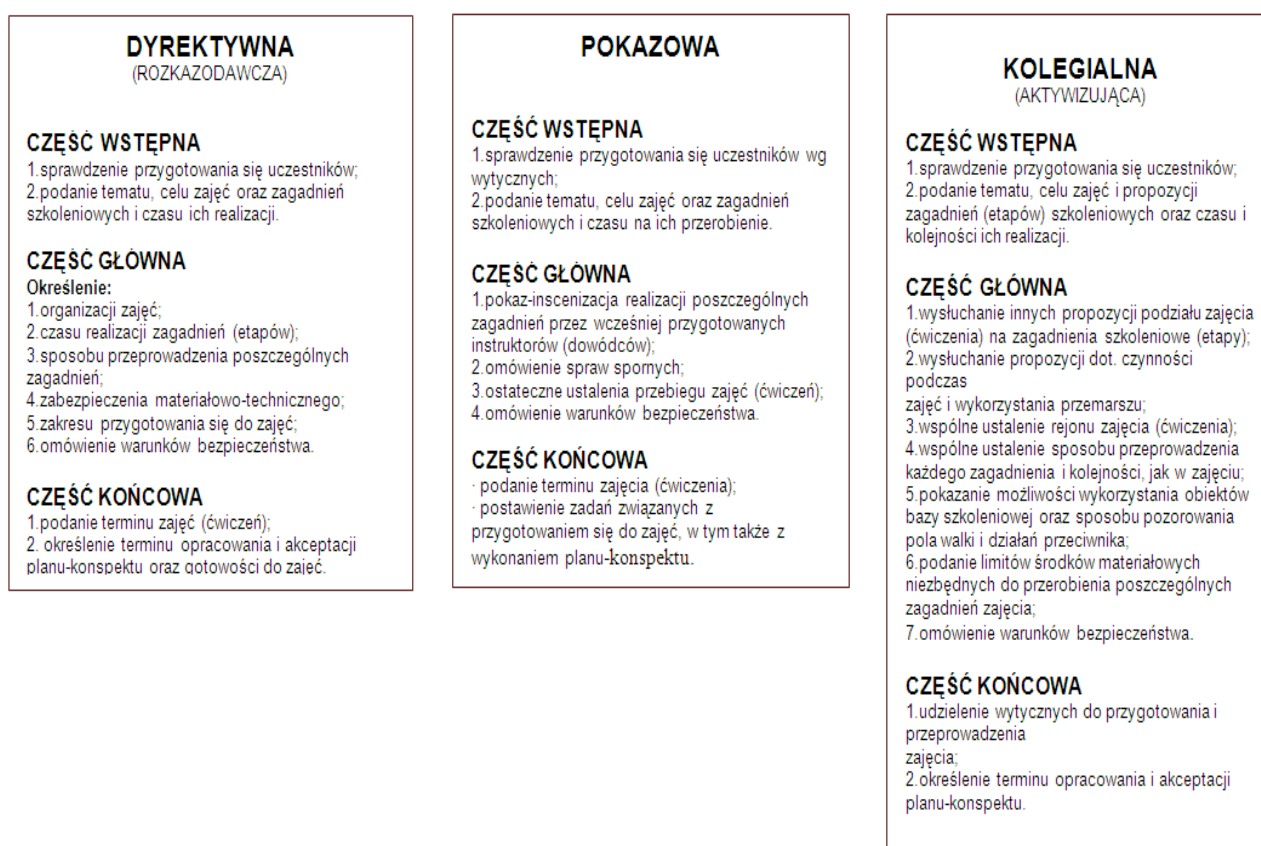 DYREKTYWNA
(ROZKAZODAWCZA)
CZĘŚĆ WSTĘPNA
1.sprawdzenie przygotowania się uczestników;
2.podanie tematu, celu zajęć oraz zagadnień
szkoleniowych i czasu ich realizacji.
CZĘŚĆ GŁÓWNA
Określenie:
1.organizacji zajęć;
2.czasu realizacji zagadnień (etapów);
3.sposobu przeprowadzenia poszczególnych
zagadnień;
4.zabezpieczenia materiałowo-technicznego;
5.zakresu przygotowania się do zajęć;
6.omówienie warunków bezpieczeństwa.
CZĘŚĆ KOŃCOWA
1.podanie terminu zajęć (ćwiczeń);
2. określenie terminu opracowania i akceptacji
planu-konspektu oraz gotowości do zajęć.
POKAZOWA
CZĘŚĆ WSTĘPNA
1.sprawdzenie przygotowania się uczestników wg
wytycznych;
2.podanie tematu, celu zajęć oraz zagadnień
szkoleniowych i czasu na ich przerobienie.
CZĘŚĆ GŁÓWNA
1.pokaz-inscenizacja realizacji poszczególnych
zagadnień przez wcześniej przygotowanych
instruktorów (dowódców);
2.omówienie spraw spornych;
3.ostateczne ustalenia przebiegu zajęć (ćwiczeń);
4.omówienie warunków bezpieczeństwa.
CZĘŚĆ KOŃCOWA
· podanie terminu zajęcia (ćwiczenia);
· postawienie zadań związanych z
przygotowaniem się do zajęć, w tym także z
wykonaniem planu-konspektu.
KOLEGIALNA
(AKTYWIZUJĄCA)
CZĘŚĆ WSTĘPNA
1.sprawdzenie przygotowania się uczestników;
2.podanie tematu, celu zajęć i propozycji
zagadnień (etapów) szkoleniowych oraz czasu i
kolejności ich realizacji.
CZĘŚĆ GŁÓWNA
1.wysłuchanie innych propozycji podziału zajęcia
(ćwiczenia) na zagadnienia szkoleniowe (etapy);
2.wysłuchanie propozycji dot. czynności
podczas
zajęć i wykorzystania przemarszu;
3.wspólne ustalenie rejonu zajęcia (ćwiczenia);
4.wspólne ustalenie sposobu przeprowadzenia
każdego zagadnienia i kolejności, jak w zajęciu;
5.pokazanie możliwości wykorzystania obiektów
bazy szkoleniowej oraz sposobu pozorowania
pola walki i działań przeciwnika;
6.podanie limitów środków materiałowych
niezbędnych do przerobienia poszczególnych
zagadnień zajęcia;
7.omówienie warunków bezpieczeństwa.
CZĘŚĆ KOŃCOWA
1.udzielenie wytycznych do przygotowania i
przeprowadzenia
zajęcia;
2.określenie terminu opracowania i akceptacji
planu-konspektu.